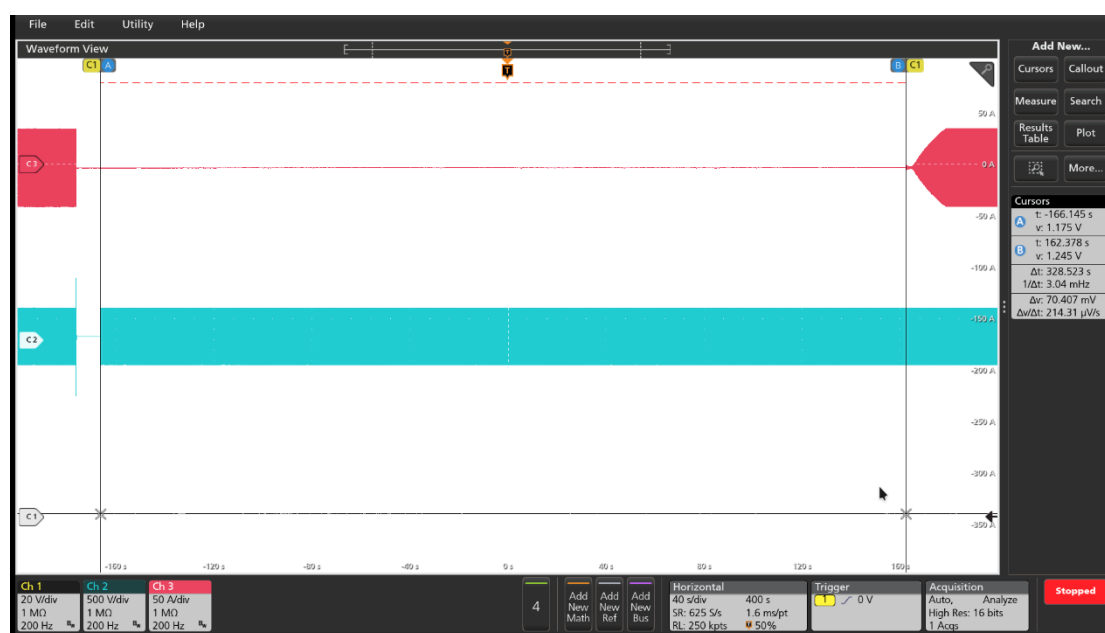 File Edit Utility Help
Waveform View
Add New...
C1 A
B C1
T
T
Cursors Callout
Measure Search
Results Table Plot
More...
50 A
C3
0 A
-50 A
-100 A
-150 A
C2
-200 A
-250 A
-300 A
C1
-350 A
Cursors
A t: -166.145 s
v: 1.175 V
B t: 162.378 s
v: 1.245 V
Δt: 328.523 s
1/Δt: 3.04 mHz
Δv: 70.407 mV
Δv/Δt: 214.31 μV/s
-160 s -120 s -80 s -40 s 0 s 40 s 80 s 120 s 160 s
Ch 1
20 V/div
1 MΩ
200 Hz
Ch 2
500 V/div
1 MΩ
200 Hz
Ch 3
50 A/div
1 MΩ
200 Hz
4
Add New Math
Add New Ref
Add New Bus
Horizontal
40 s/div 400 s
SR: 625 S/s 1.6 ms/pt
RL: 250 kpts 50%
Trigger
1 0 V
Acquisition
Auto, Analyze
High Res: 16 bits
1 Acqs
Stopped